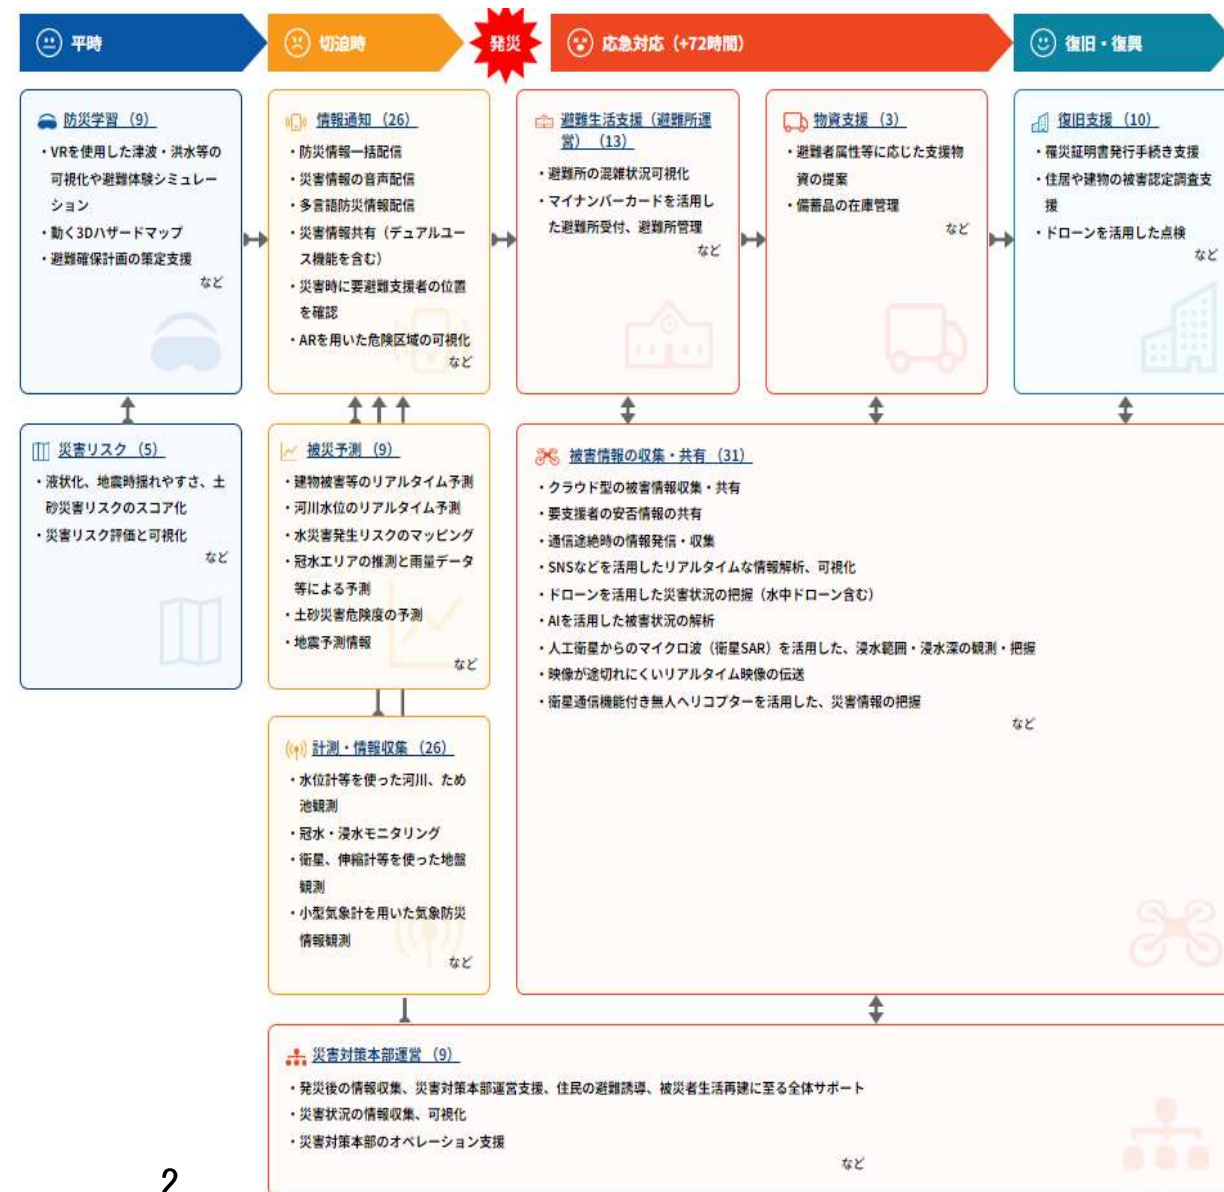 平時
切迫時
発災
応急対応（+72時間）
復旧・復興
防災学習（9）
・VRを使用した津波・洪水等の
可視化や避難体験シミュレー
ション
・動く3Dハザードマップ
・避難確保計画の策定支援
など
情報通知（26）
・防災情報一括配信
・災害情報の音声配信
・多言語防災情報配信
・災害情報共有（デュアルユー
ス機能を含む）
・災害時に要避難支援者の位置
を確認
・ARを用いた危険区域の可視化
など
避難生活支援（避難所運
営）（13）
・避難所の混雑状況可視化
・マイナンバーカードを活用し
た避難所受付、避難所管理
など
物資支援（3）
・避難者属性等に応じた支援物
資の提案
・備蓄品の在庫管理
など
復旧支援（10）
・罹災証明書発行手続き支援
・住居や建物の被害認定調査支
援
・ドローンを活用した点検
など
災害リスク（5）
・液状化、地震時揺れやすさ、土
砂災害リスクのスコア化
・災害リスク評価と可視化
など
被災予測（9）
・建物被害等のリアルタイム予測
・河川水位のリアルタイム予測
・水災害発生リスクのマッピング
・冠水エリアの推測と雨量データ
等による予測
・土砂災害危険度の予測
・地震予測情報
など
被害情報の収集・共有（31）
・クラウド型の被害情報収集・共有
・要支援者の安否情報の共有
・通信途絶時の情報発信・収集
・SNSなどを活用したリアルタイムな情報解析、可視化
・ドローンを活用した災害状況の把握（水中ドローン含む）
・AIを活用した被害状況の解析
・人工衛星からのマイクロ波（衛星SAR）を活用した、浸水範囲・浸水深の観測・把握
・映像が途切れにくいリアルタイム映像の伝送
・衛星通信機能付き無人ヘリコプターを活用した、災害情報の把握
など
計測・情報収集（26）
・水位計等を使った河川、ため
池観測
・冠水・浸水モニタリング
・衛星、伸縮計等を使った地盤
観測
・小型気象計を用いた気象防災
情報観測
など
災害対策本部運営（9）
・発災後の情報収集、災害対策本部運営支援、住民の避難誘導、被災者生活再建に至る全体サポート
・災害状況の情報収集、可視化
・災害対策本部のオペレーション支援
など
2